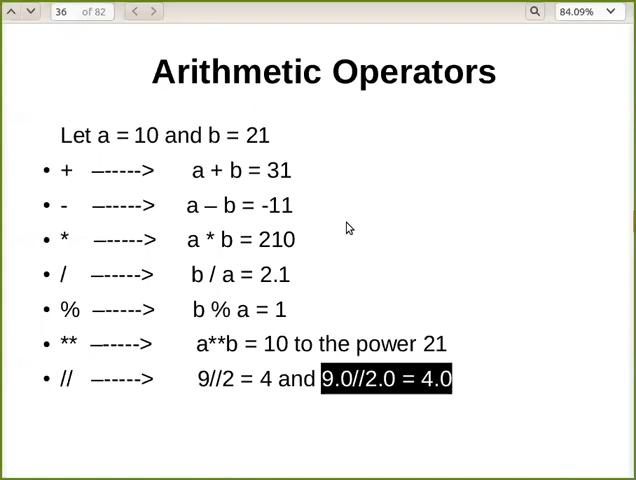 36 of 82 84.09%
Arithmetic Operators
Let a = 10 and b = 21
• + –-----> a + b = 31
• - –-----> a – b = -11
• * –-----> a * b = 210
• / –-----> b / a = 2.1
• % –-----> b % a = 1
• ** –-----> a**b = 10 to the power 21
• // –-----> 9//2 = 4 and 9.0//2.0 = 4.0